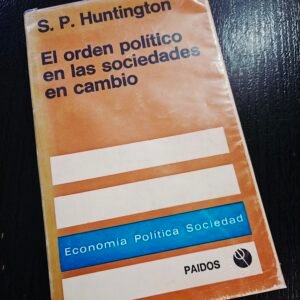 S. P. Huntington
El orden político
en las sociedades
en cambio
Economía Política Sociedad
PAIDOS